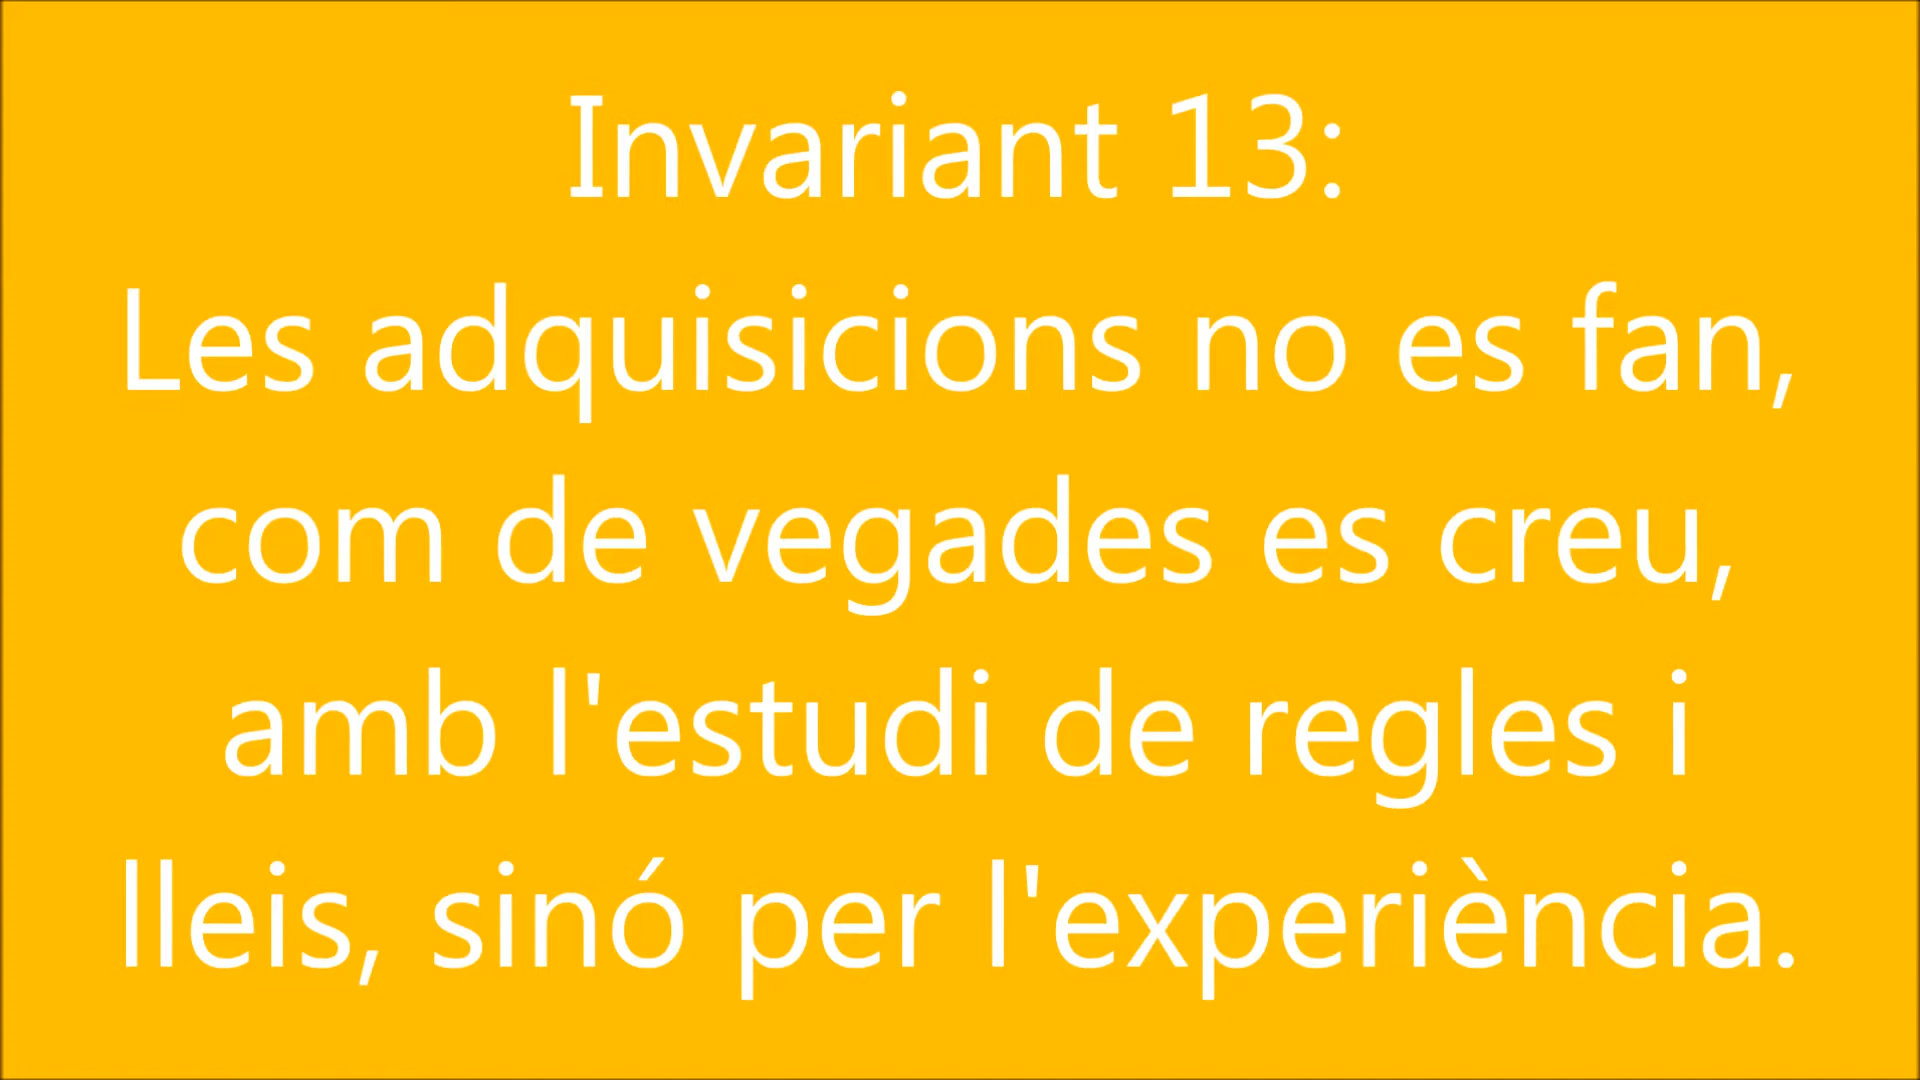 Invariant 13:
Les adquisicions no es fan,
com de vegades es creu,
amb l'estudi de regles i
lleis, sinó per l'experiència.